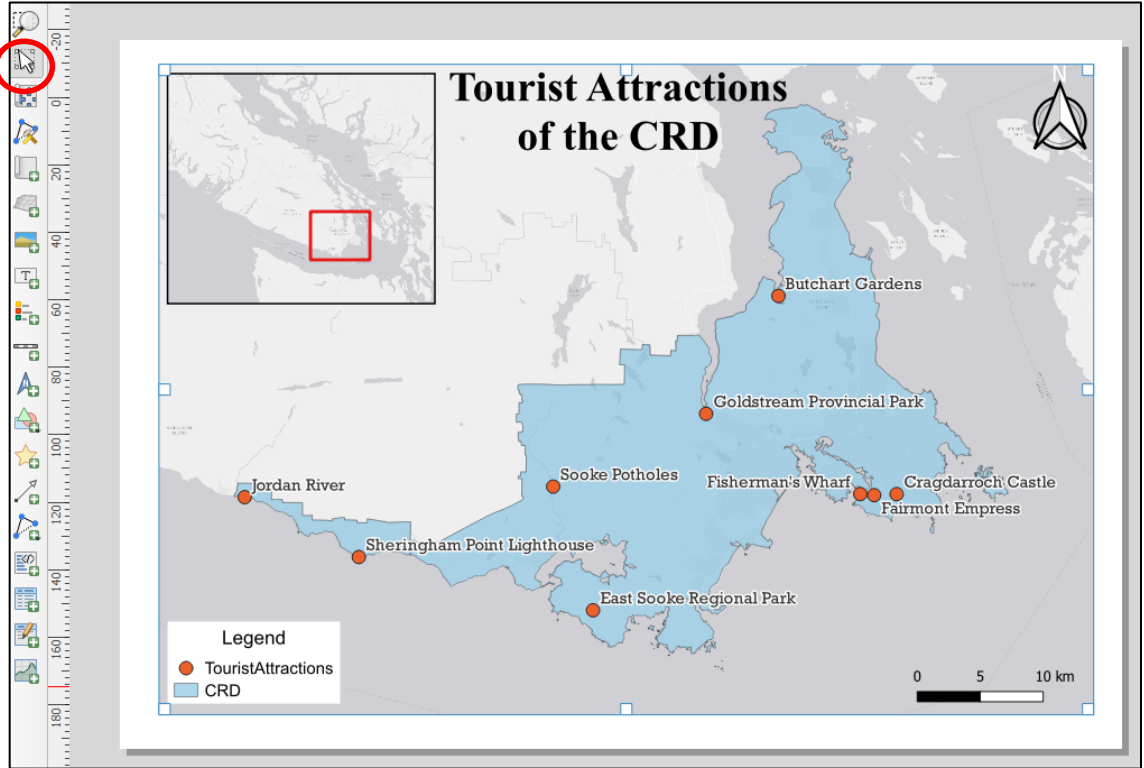 Tourist Attractions
of the CRD
N
Butchart Gardens
Goldstream Provincial Park
Sooke Potholes
Fisherman's Wharf
Cragdarroch Castle
Fairmont Empress
Jordan River
Sheringham Point Lighthouse
East Sooke Regional Park
Legend
TouristAttractions
CRD
0 5 10 km
-20
0
20
40
60
80
100
120
140
160
180